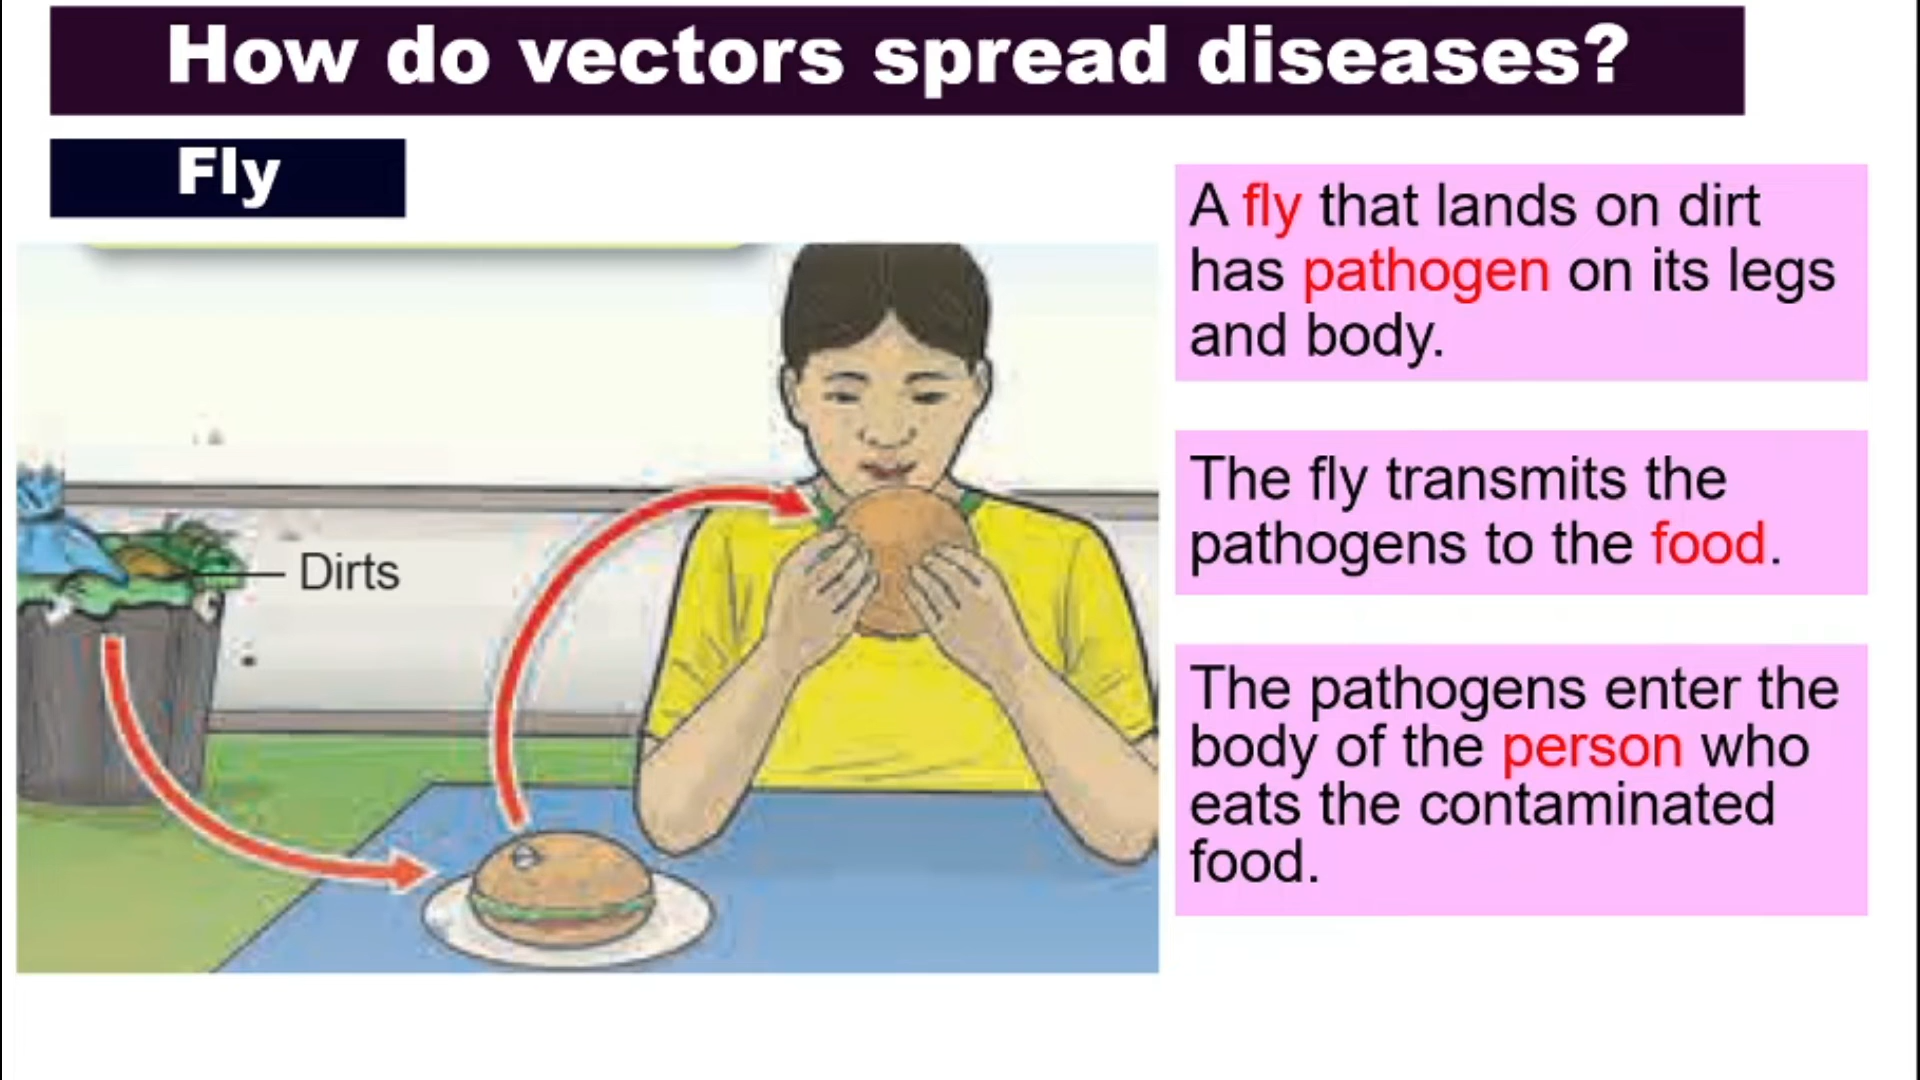 How do vectors spread diseases?
Fly
A fly that lands on dirt
has pathogen on its legs
and body.
Dirts
The fly transmits the
pathogens to the food.
The pathogens enter the
body of the person who
eats the contaminated
food.